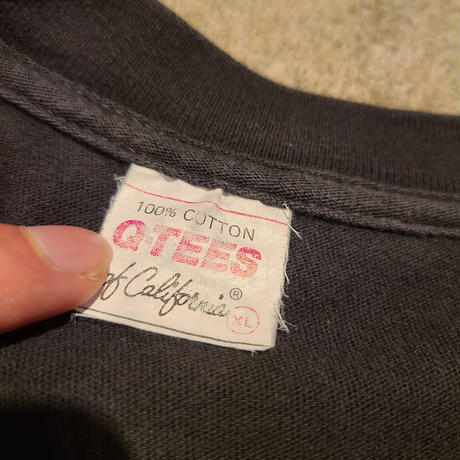 100% COTTON
Q-TEES
of California ®
XL